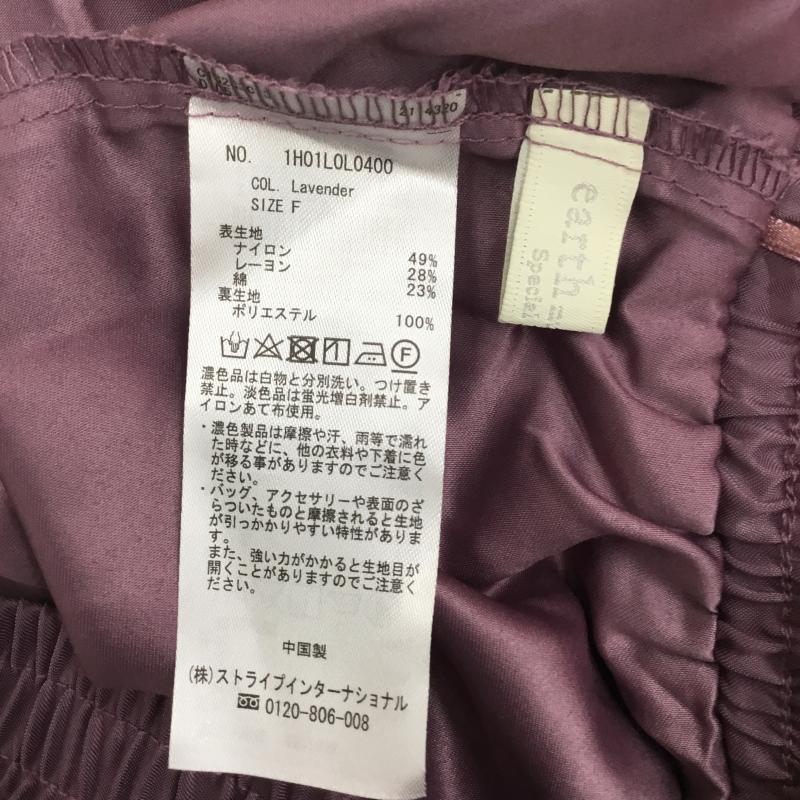 21 4320
NO. 1H01L0L0400
COL. Lavender
SIZE F
表生地
ナイロン 49%
レーヨン 28%
綿 23%
裏生地
ポリエステル 100%
F
濃色品は白物と分別洗い。つけ置き
禁止。淡色品は蛍光増白剤禁止。ア
イロンあて布使用。
・濃色製品は摩擦や汗、雨等で濡れ
た時などに、他の衣料や下着に色
が移る事がありますのでご注意く
ださい。
・バッグ、アクセサリーや表面のざ
らついたものと摩擦されると生地
が引っかかりやすい特性がありま
す。
また、強い力がかかると生地目が
開くことがありますのでご注意く
ださい。
中国製
(株)ストライプインターナショナル
0120-806-008
earth
Special